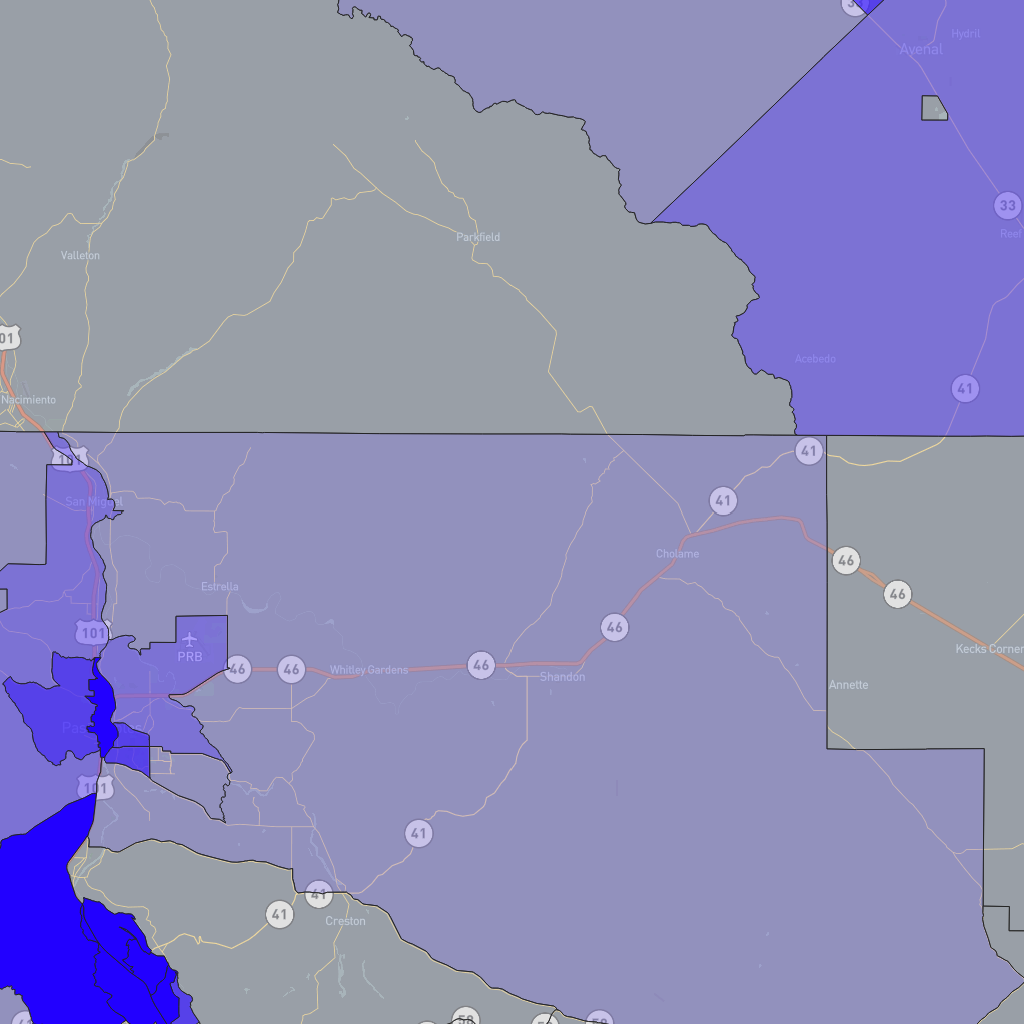 33
Hydril
Avenal
33
Reef
Parkfield
Valleton
101
Acebedo
41
Nacimiento
41
101
San Miguel
41
Cholame
46
Estrella
46
46
101
PRB
46
46
46
Whitley Gardens
Shandon
Kecks Corner
Annette
101
41
41
41
Creston
58
58
58